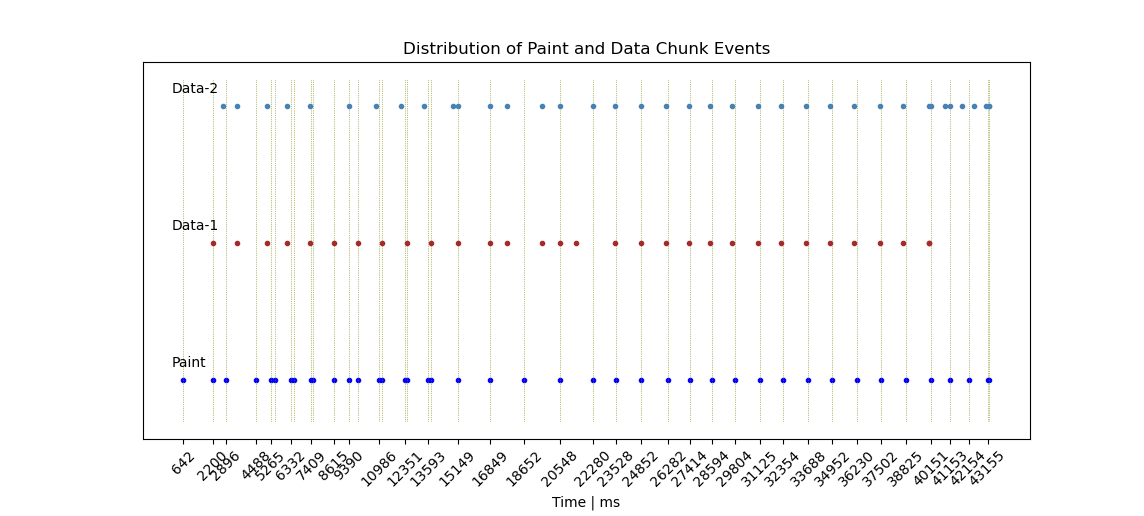 Distribution of Paint and Data Chunk Events
Data-2
Data-1
Paint
642 2200 2896 4488 5265 6332 7409 8615 9390 10986 12351 13593 15149 16849 18652 20548 22280 23528 24852 26282 27414 28594 29804 31125 32354 33688 34952 36230 37502 38825 40151 41153 42154 43155
Time | ms